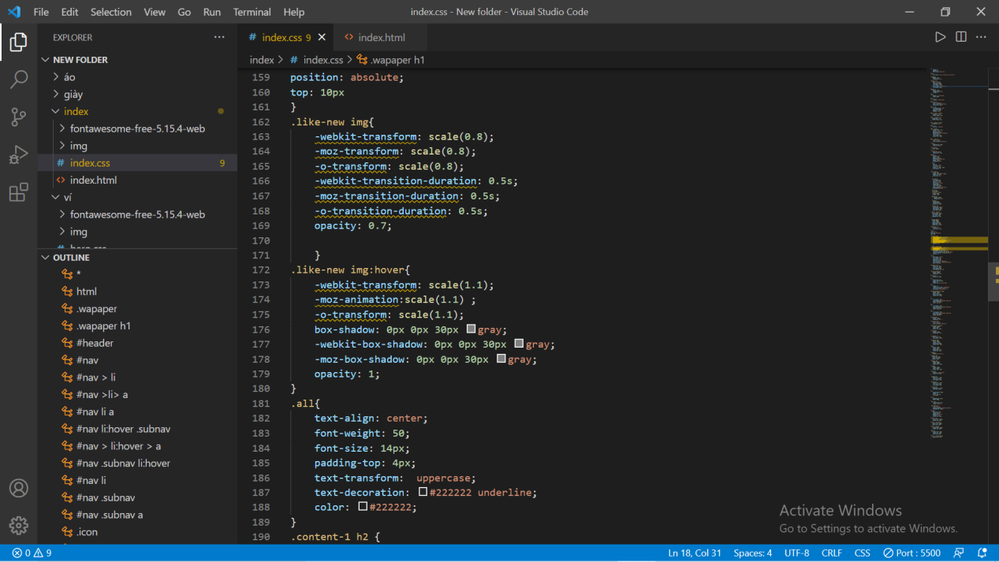 File Edit Selection View Go Run Terminal Help
index.css - New folder - Visual Studio Code
EXPLORER
NEW FOLDER
áo
giày
index
fontawesome-free-5.15.4-web
img
# index.css 9
<> index.html
ví
fontawesome-free-5.15.4-web
img
OUTLINE
*
html
.wapaper
.wapaper h1
#header
#nav
#nav > li
#nav >li> a
#nav li a
#nav li:hover .subnav
#nav > li:hover > a
#nav .subnav li:hover
#nav li
#nav .subnav
#nav .subnav a
.icon
# index.css 9
<> index.html
index > # index.css > .wapaper h1
159 position: absolute;
160 top: 10px
161 }
162 .like-new img{
163 -webkit-transform: scale(0.8);
164 -moz-transform: scale(0.8);
165 -o-transform: scale(0.8);
166 -webkit-transition-duration: 0.5s;
167 -moz-transition-duration: 0.5s;
168 -o-transition-duration: 0.5s;
169 opacity: 0.7;
170
171 }
172 .like-new img:hover{
173 -webkit-transform: scale(1.1);
174 -moz-animation:scale(1.1) ;
175 -o-transform: scale(1.1);
176 box-shadow: 0px 0px 30px gray;
177 -webkit-box-shadow: 0px 0px 30px gray;
178 -moz-box-shadow: 0px 0px 30px gray;
179 opacity: 1;
180 }
181 .all{
182 text-align: center;
183 font-weight: 50;
184 font-size: 14px;
185 padding-top: 4px;
186 text-transform: uppercase;
187 text-decoration: #222222 underline;
188 color: #222222;
189 }
190 .content-1 h2 {
Activate Windows
Go to Settings to activate Windows.
0 9
Ln 18, Col 31 Spaces: 4 UTF-8 CRLF CSS Port : 5500